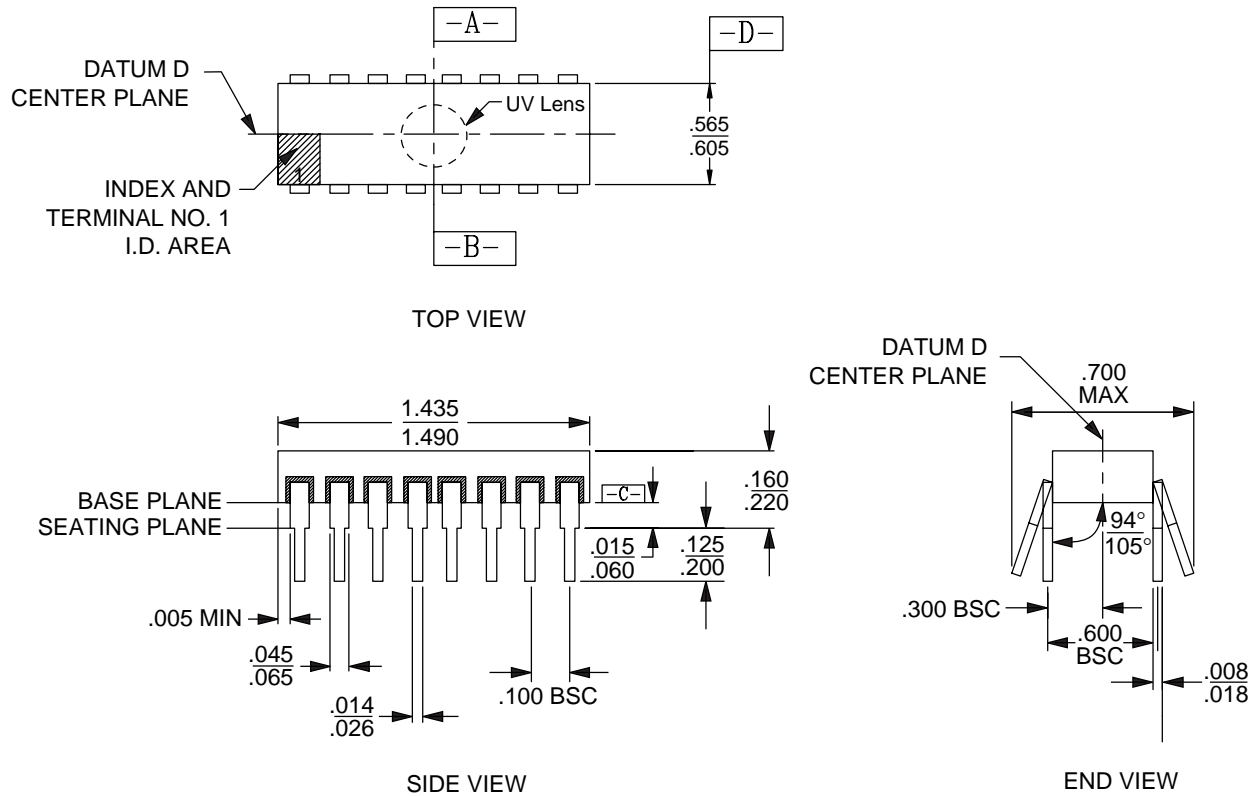 -A-
-D-
DATUM D
CENTER PLANE
UV Lens
.565
.605
1
INDEX AND
TERMINAL NO. 1
I.D. AREA
-B-
TOP VIEW
DATUM D
CENTER PLANE
.700
MAX
1.435
1.490
.160
.220
BASE PLANE
-C-
SEATING PLANE
94°
105°
.015
.060
.125
.200
.005 MIN
.300 BSC
.600
BSC
.045
.065
.100 BSC
.008
.018
.014
.026
SIDE VIEW
END VIEW